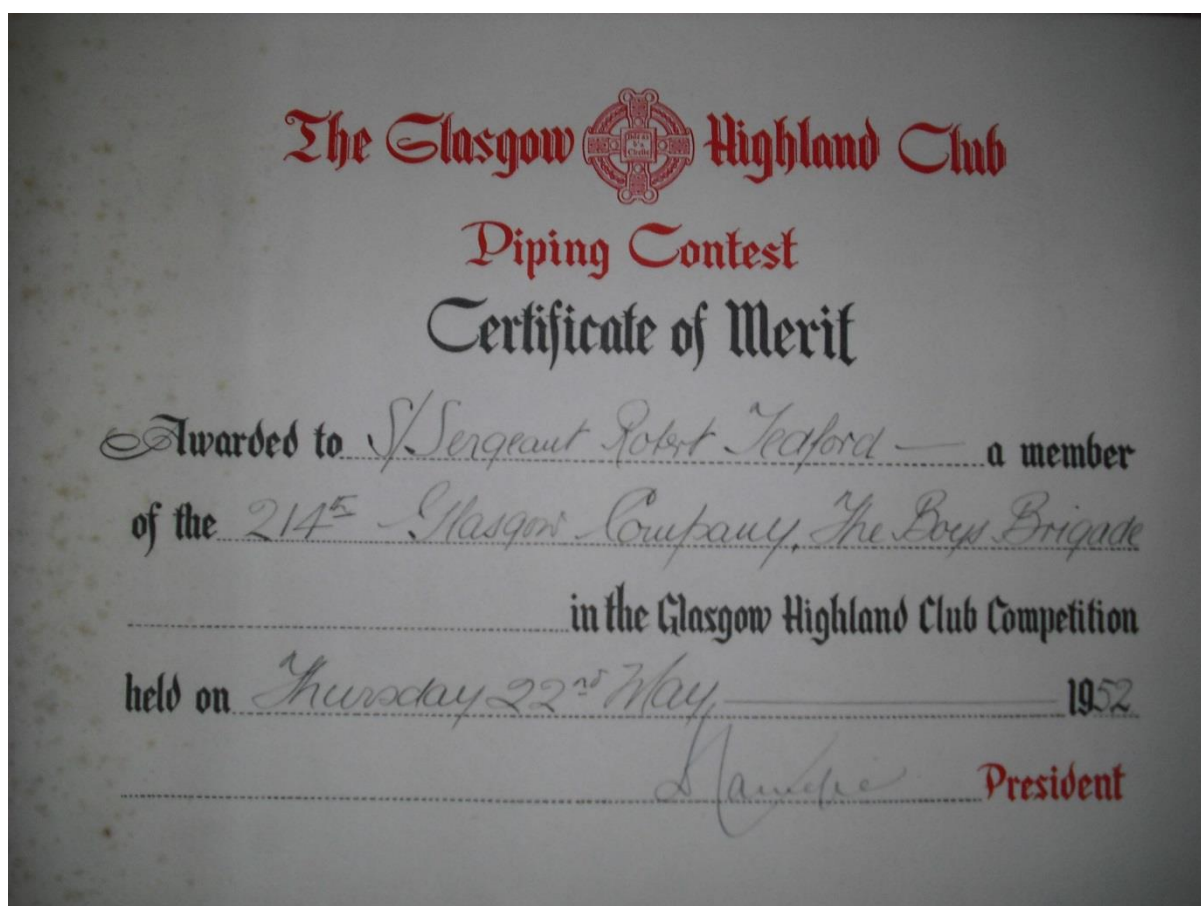 The Glasgow Highland Club
Piping Contest
Certificate of Merit
Awarded to S/Sergeant Robert Tedford a member
of the 214th Glasgow Company, The Boys Brigade
in the Glasgow Highland Club Competition
held on Thursday 22nd May, 1952
President